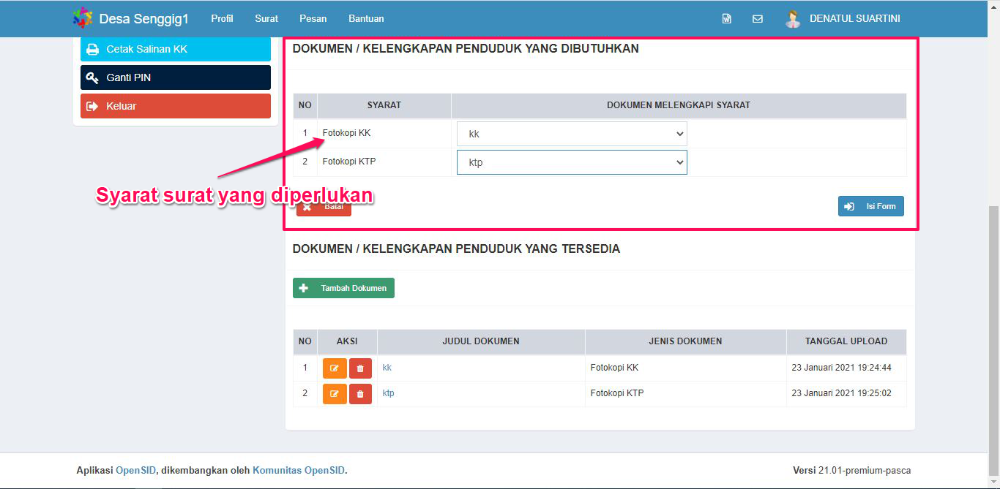 Desa Senggig1 Profil Surat Pesan Bantuan DENATUL SUARTINI
Cetak Salinan KK
Ganti PIN
Keluar
DOKUMEN / KELENGKAPAN PENDUDUK YANG DIBUTUHKAN
NO SYARAT DOKUMEN MELENGKAPI SYARAT
1 Fotokopi KK kk
2 Fotokopi KTP ktp
Syarat surat yang diperlukan
Batal Isi Form
DOKUMEN / KELENGKAPAN PENDUDUK YANG TERSEDIA
Tambah Dokumen
NO AKSI JUDUL DOKUMEN JENIS DOKUMEN TANGGAL UPLOAD
1 kk Fotokopi KK 23 Januari 2021 19:24:44
2 ktp Fotokopi KTP 23 Januari 2021 19:25:02
Aplikasi OpenSID, dikembangkan oleh Komunitas OpenSID. Versi 21.01-premium-pasca